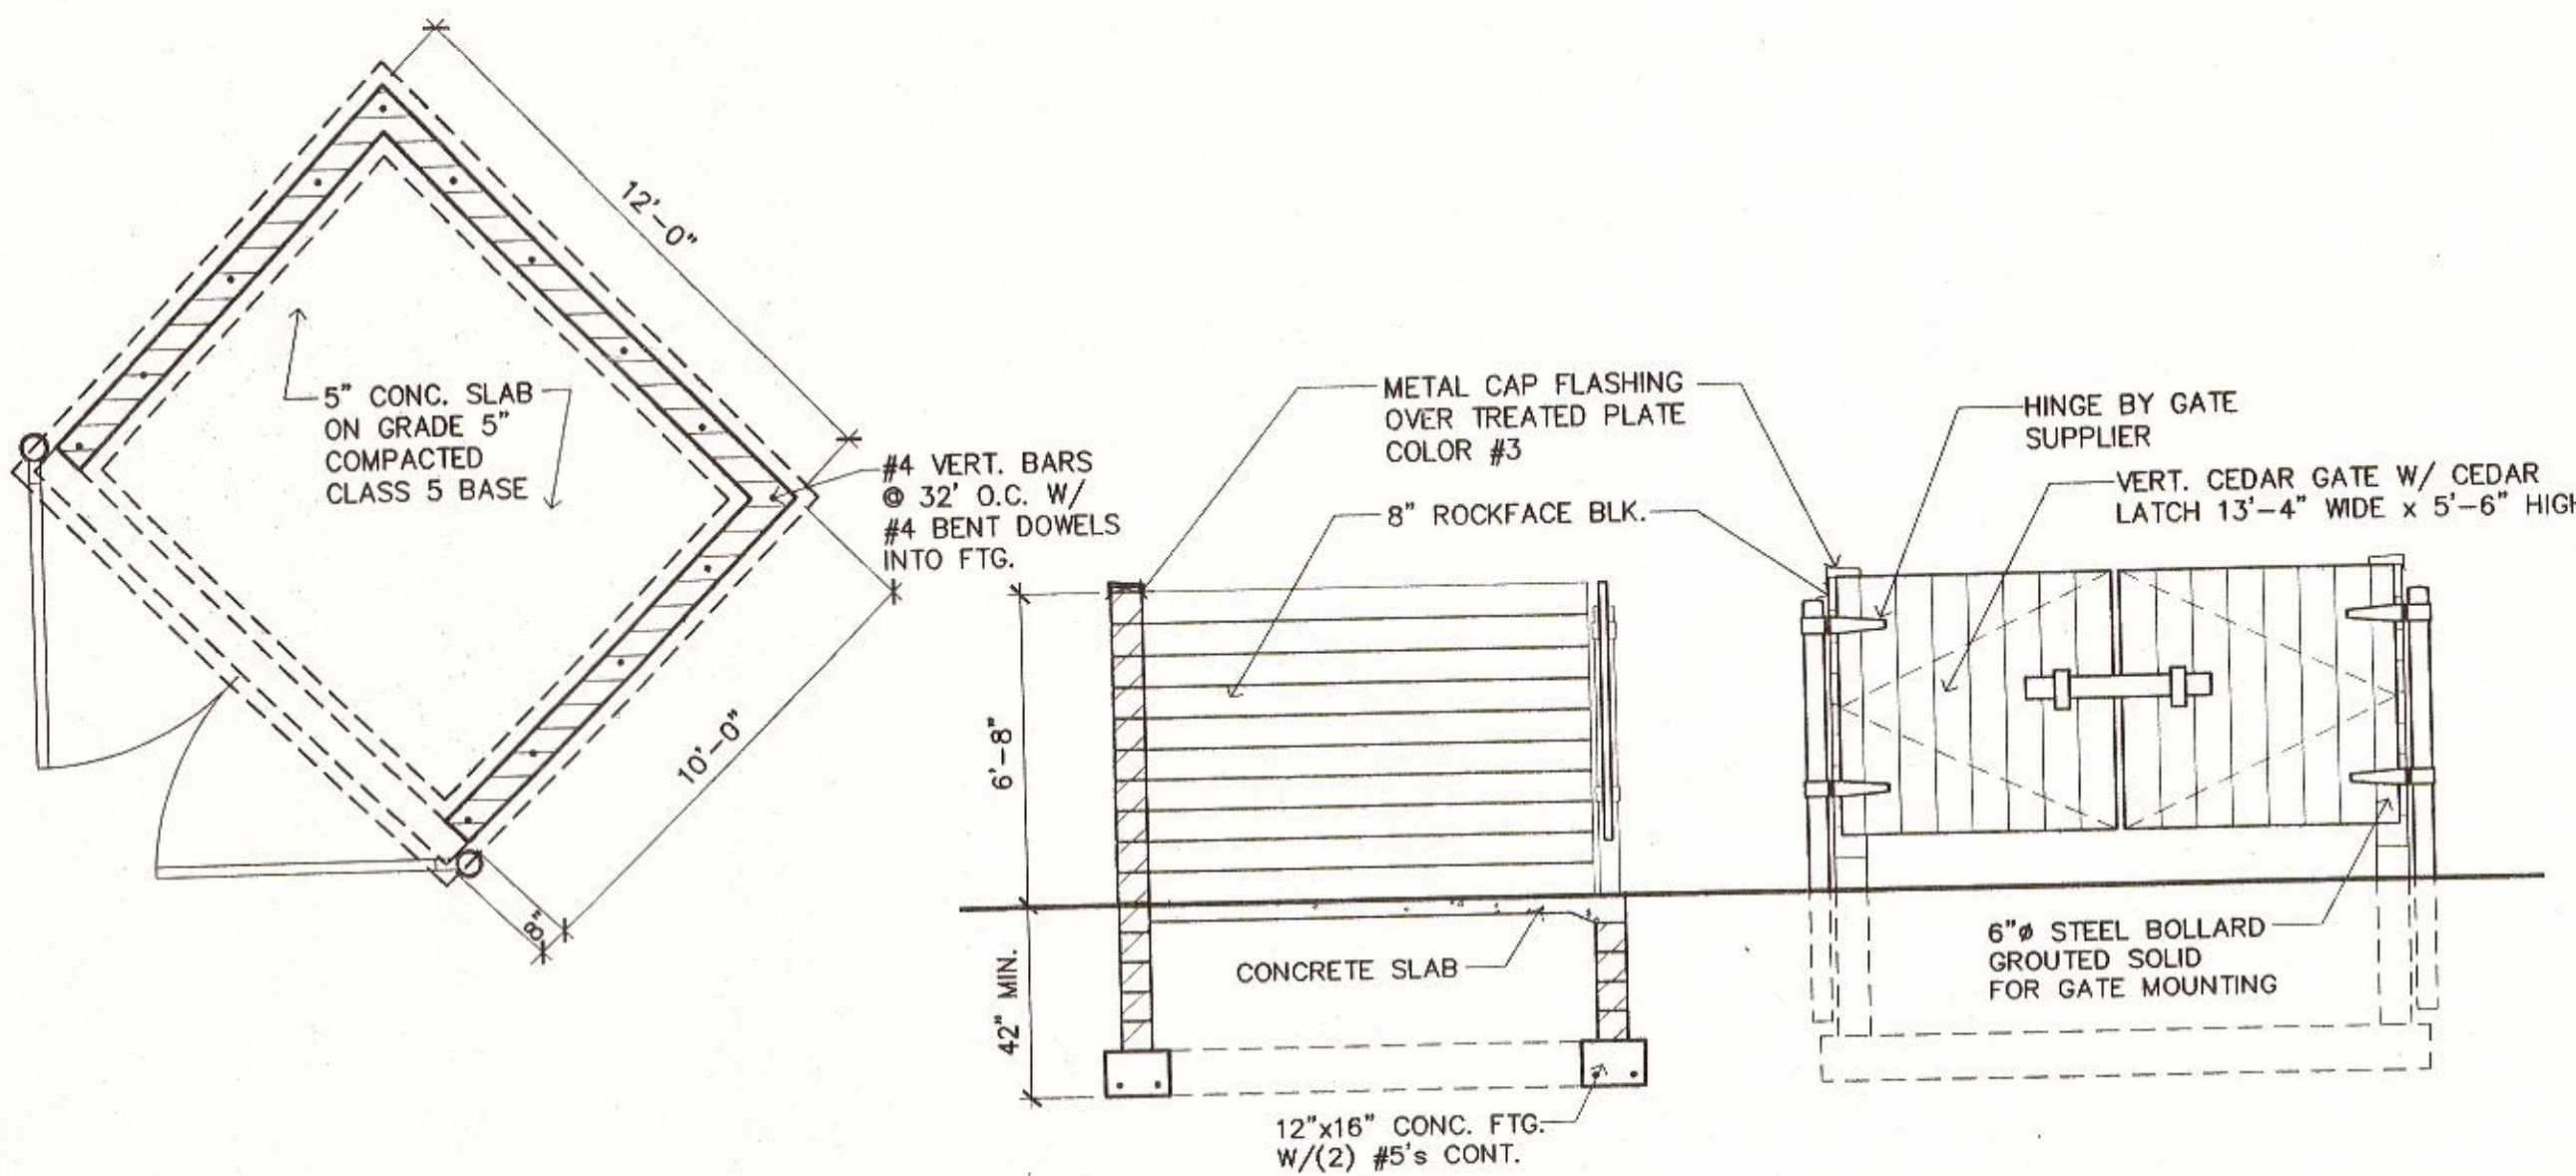 12'-0"
5" CONC. SLAB
ON GRADE 5"
COMPACTED
CLASS 5 BASE
#4 VERT. BARS
@ 32' O.C. W/
#4 BENT DOWELS
INTO FTG.
10'-0"
8"
METAL CAP FLASHING
OVER TREATED PLATE
COLOR #3
8" ROCKFACE BLK.
6'-8"
42" MIN.
CONCRETE SLAB
12"x16" CONC. FTG.
W/(2) #5's CONT.
HINGE BY GATE
SUPPLIER
VERT. CEDAR GATE W/ CEDAR
LATCH 13'-4" WIDE x 5'-6" HIGH
6"ø STEEL BOLLARD
GROUTED SOLID
FOR GATE MOUNTING